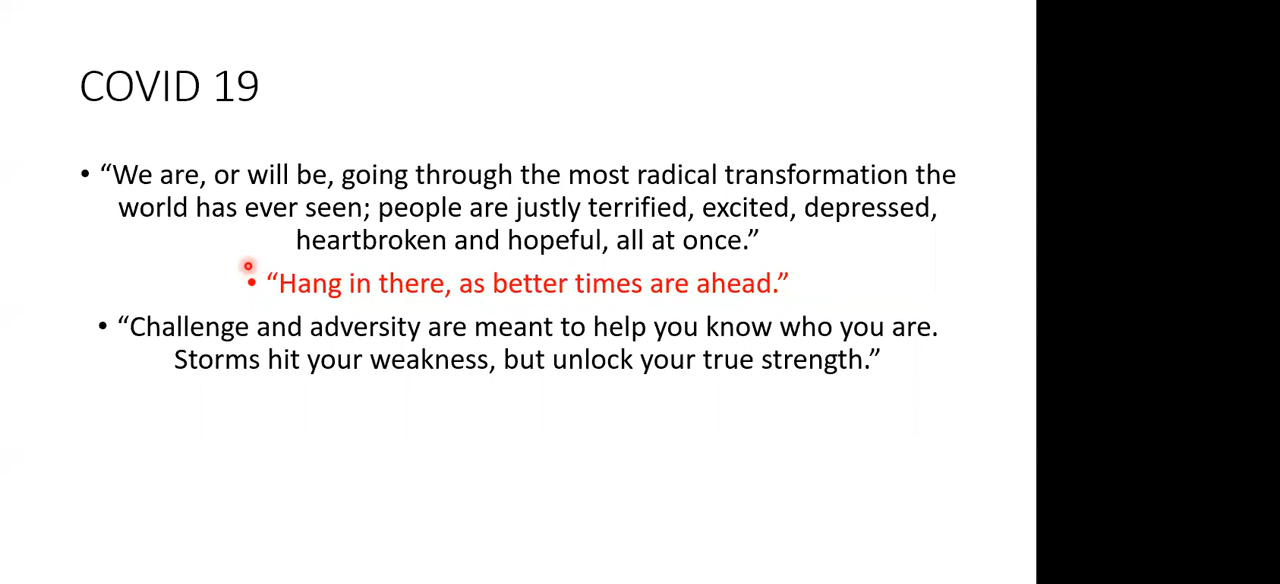 COVID 19
• “We are, or will be, going through the most radical transformation the
world has ever seen; people are justly terrified, excited, depressed,
heartbroken and hopeful, all at once.”
• “Hang in there, as better times are ahead.”
• “Challenge and adversity are meant to help you know who you are.
Storms hit your weakness, but unlock your true strength.”